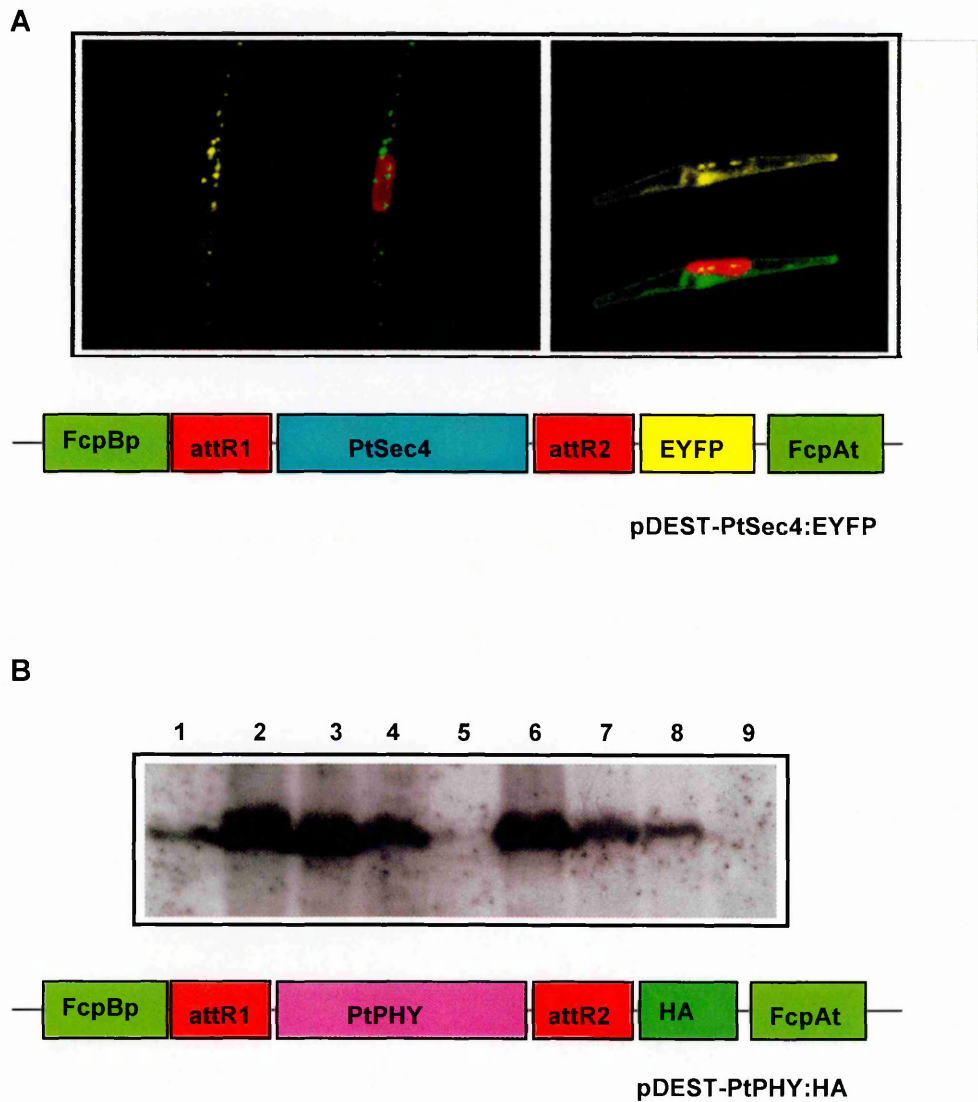 A
FcpBp attR1 PtSec4 attR2 EYFP FcpAt
pDEST-PtSec4:EYFP
B
1 2 3 4 5 6 7 8 9
FcpBp attR1 PtPHY attR2 HA FcpAt
pDEST-PtPHY:HA